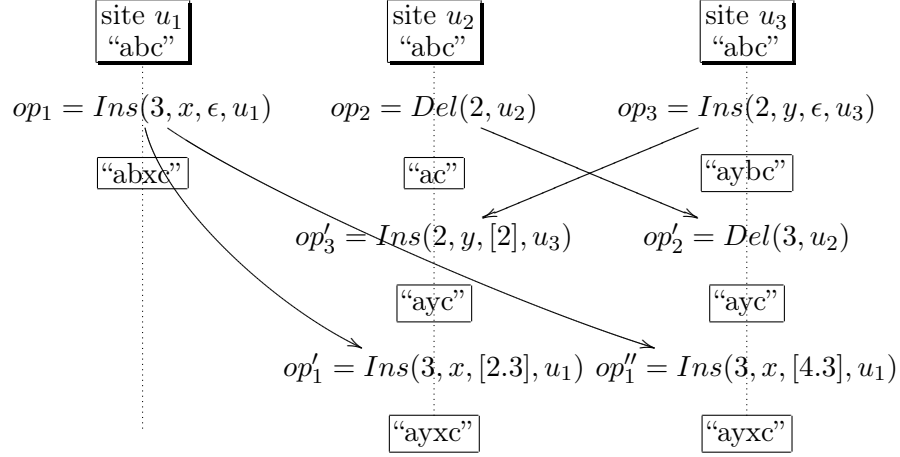 site u₁ site u₂ site u₃
“abc” “abc” “abc”
op₁ = Ins(3, x, ϵ, u₁) op₂ = Del(2, u₂) op₃ = Ins(2, y, ϵ, u₃)
“abxc” “ac” “aybc”
op′₃ = Ins(2, y, [2], u₃) op′₂ = Del(3, u₂)
“ayc” “ayc”
op′₁ = Ins(3, x, [2.3], u₁) op″₁ = Ins(3, x, [4.3], u₁)
“ayxc” “ayxc”